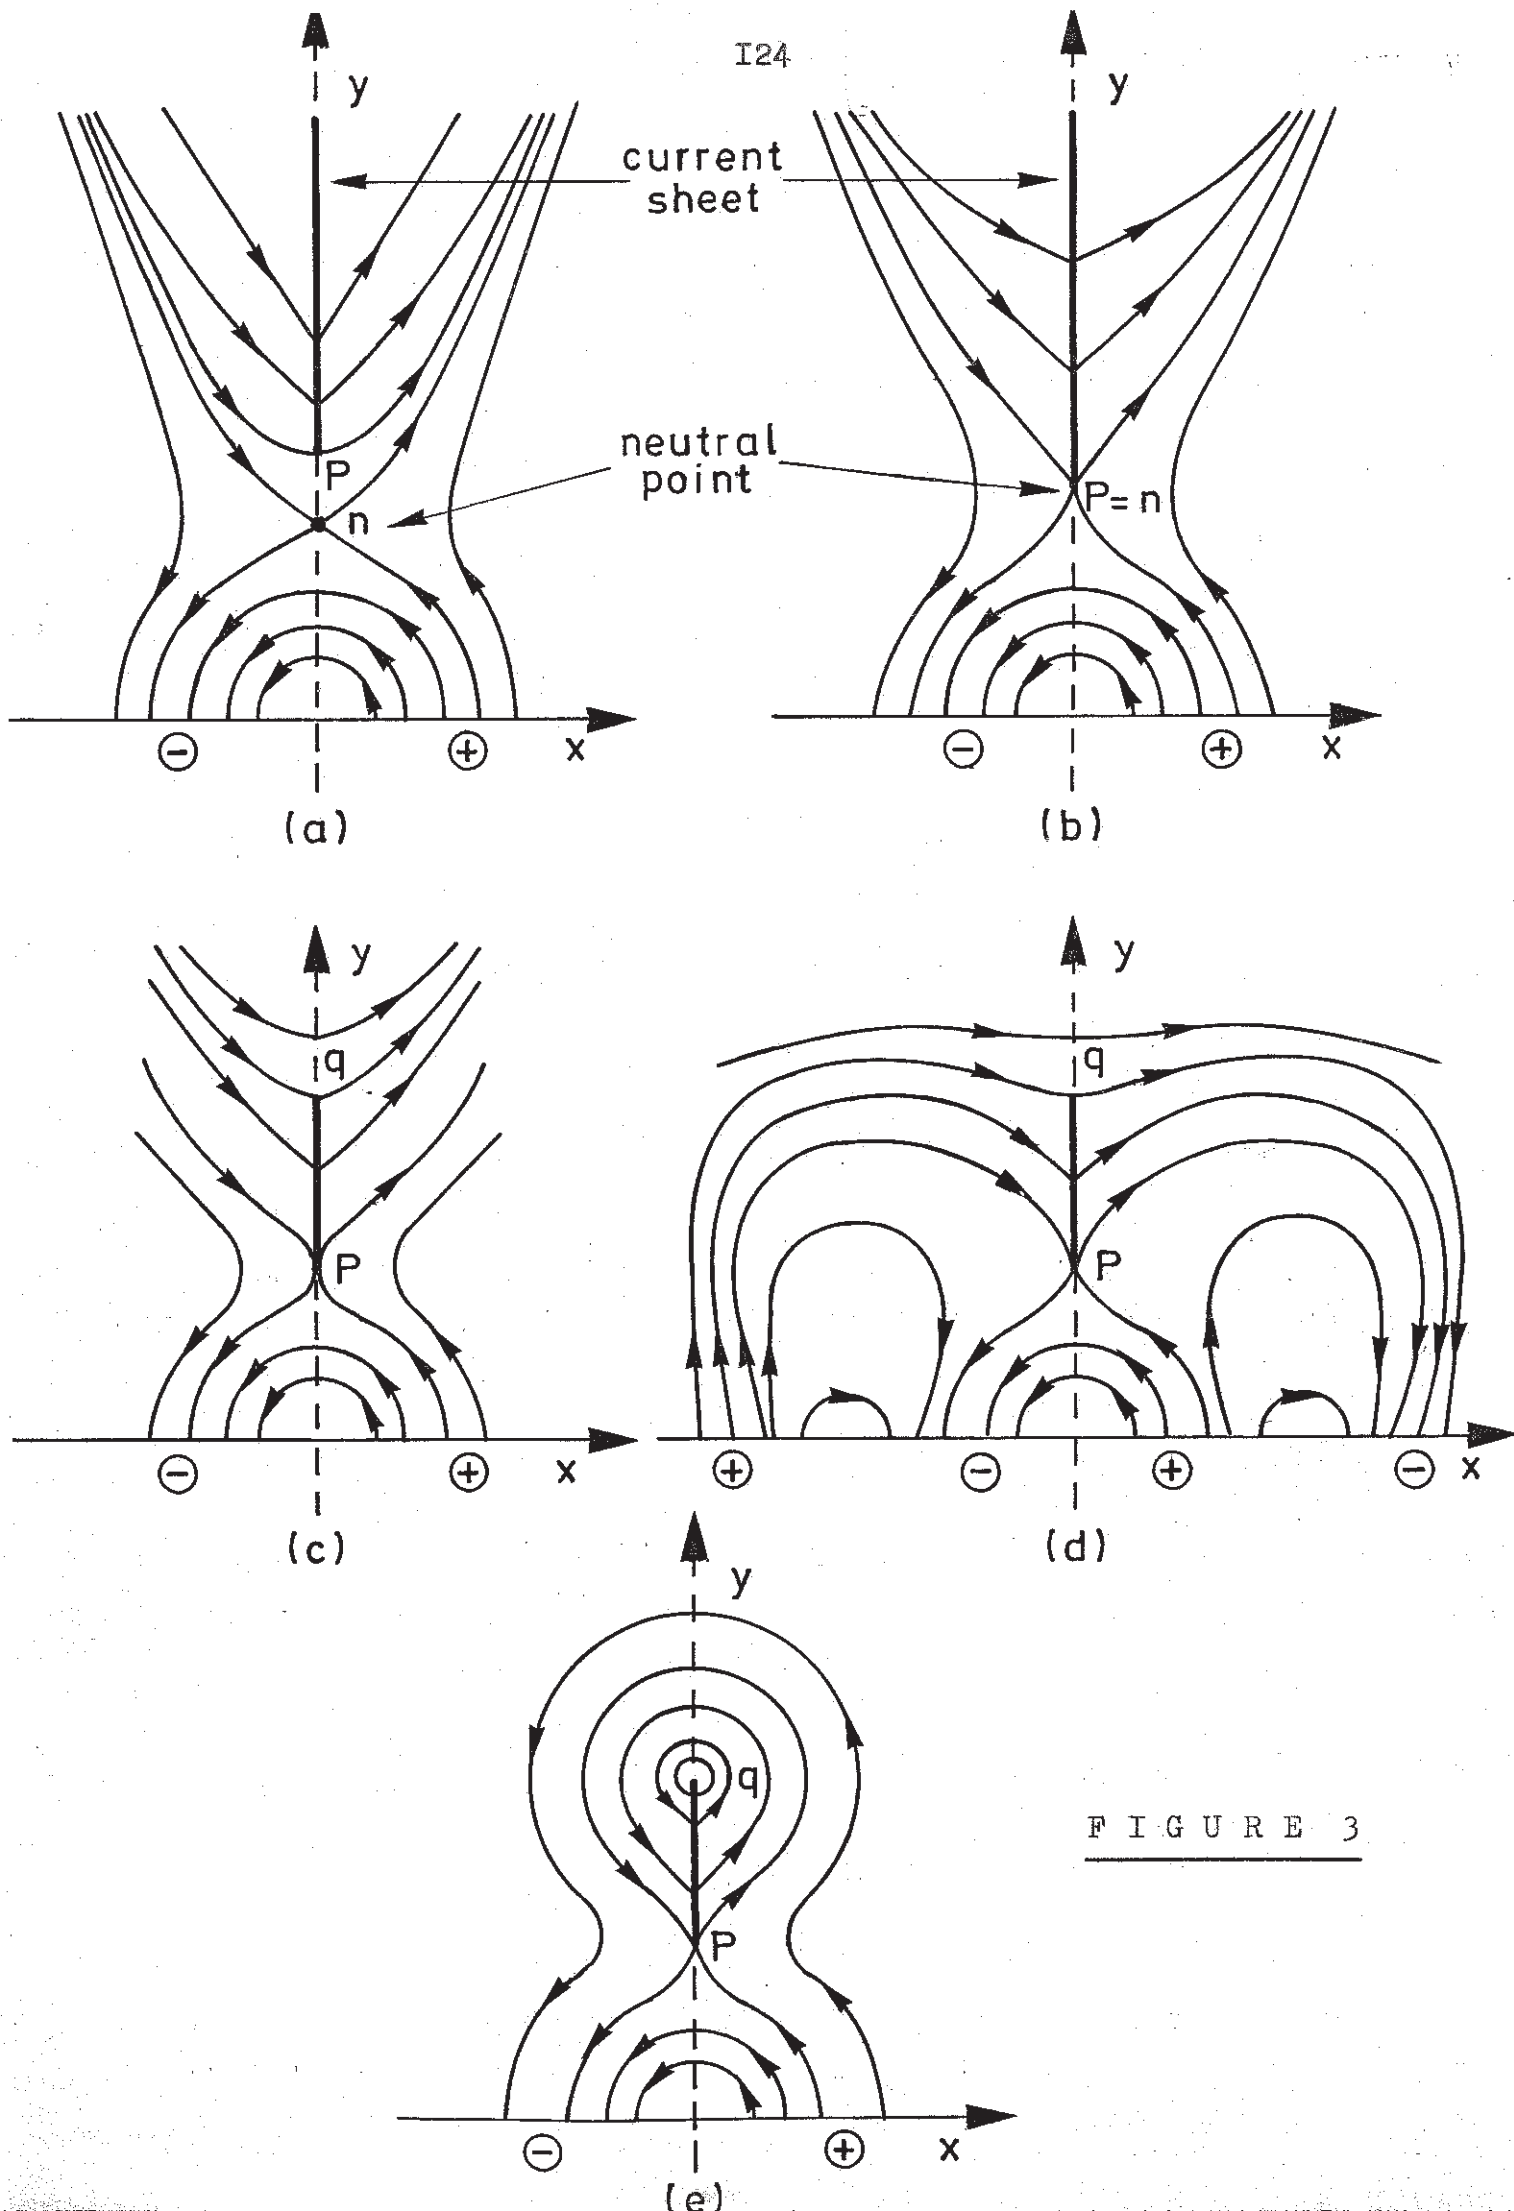 I24
y
y
current
sheet
P
neutral
point
n
P = n
− + x
− + x
(a)
(b)
y
y
q
q
P
P
− + x
+ − + − x
(c)
(d)
y
q
FIGURE 3
P
− + x
(e)